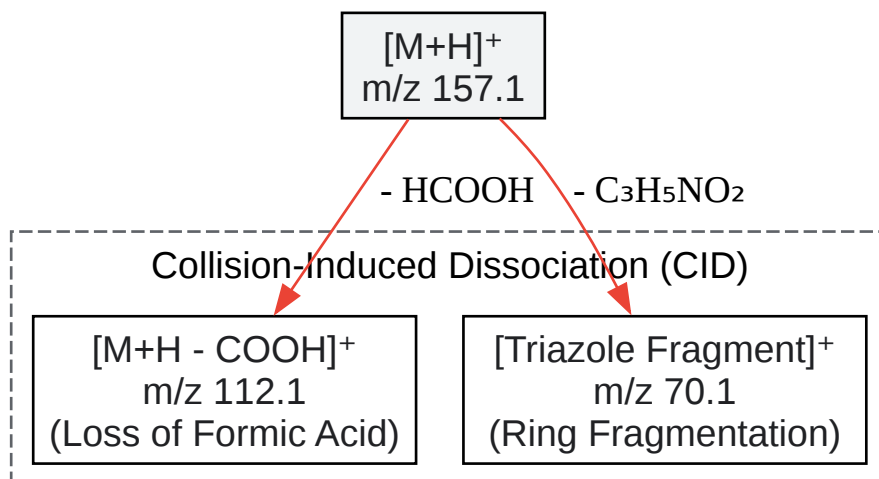 [M+H]⁺
m/z 157.1
- HCOOH
- C₃H₅NO₂
Collision-Induced Dissociation (CID)
[M+H - COOH]⁺
m/z 112.1
(Loss of Formic Acid)
[Triazole Fragment]⁺
m/z 70.1
(Ring Fragmentation)